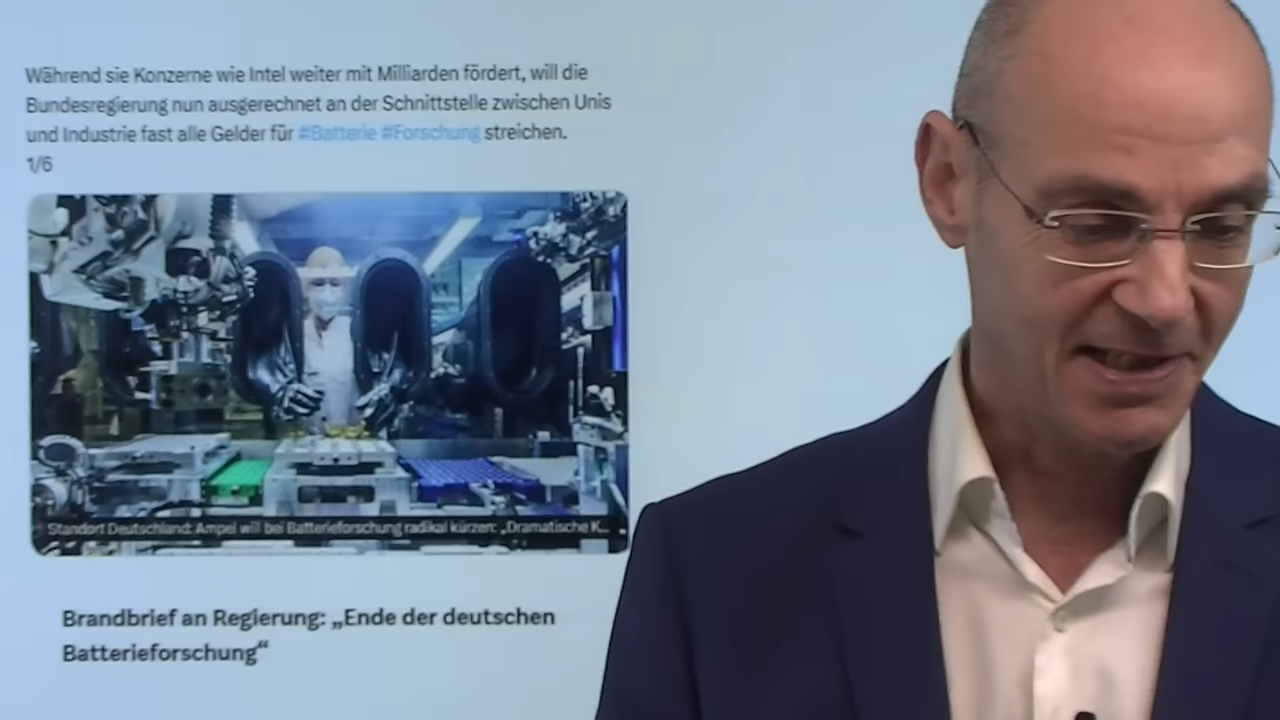 Während sie Konzerne wie Intel weiter mit Milliarden fördert, will die
Bundesregierung nun ausgerechnet an der Schnittstelle zwischen Unis
und Industrie fast alle Gelder für #Batterie #Forschung streichen.
1/6
Standort Deutschland: Ampel will bei Batterieforschung radikal kürzen: „Dramatische K...
Brandbrief an Regierung: „Ende der deutschen
Batterieforschung“